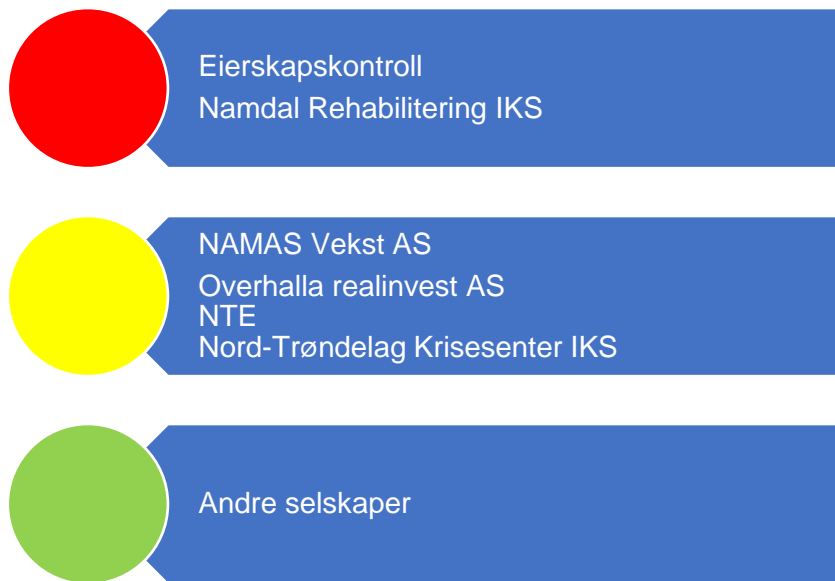 Eierskapskontroll
Namdal Rehabilitering IKS
NAMAS Vekst AS
Overhalla realinvest AS
NTE
Nord-Trøndelag Krisesenter IKS
Andre selskaper